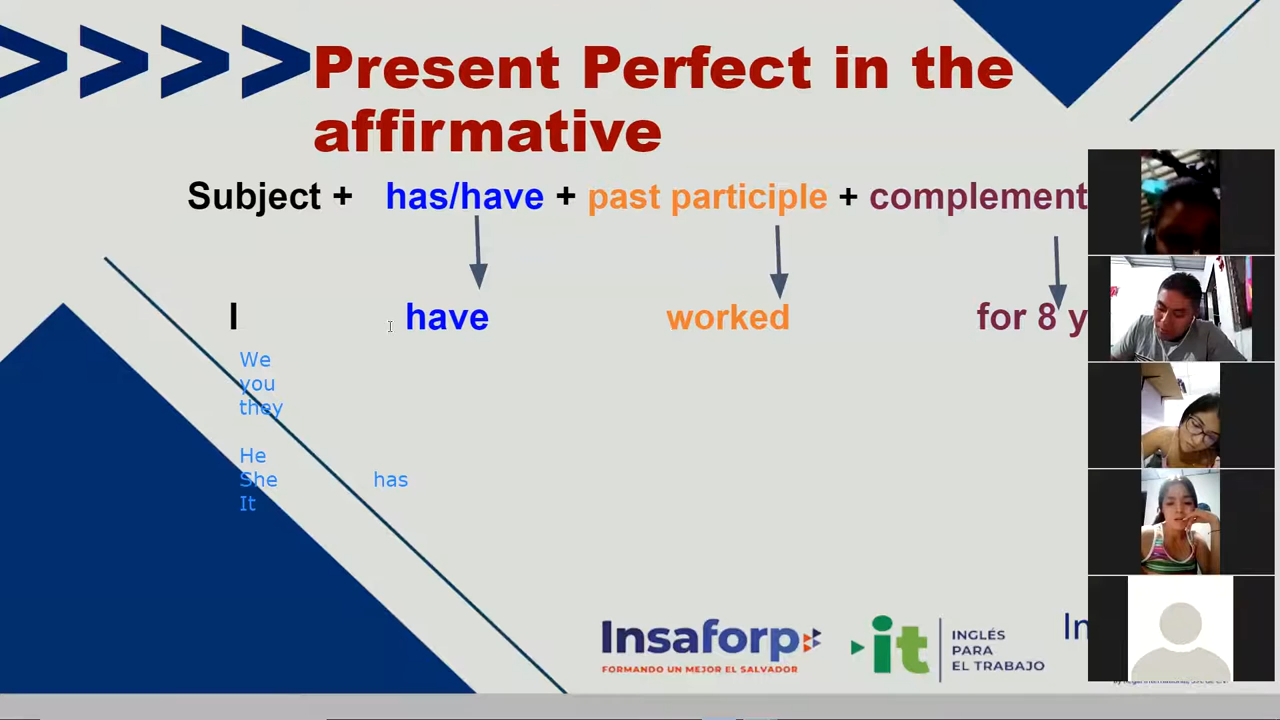 >>>>Present Perfect in the
affirmative
Subject + has/have + past participle + complement
I have worked for 8 y
We
you
they
He
She has
It
Insaforp
FORMANDO UN MEJOR EL SALVADOR
it
INGLÉS
PARA
EL TRABAJO
In